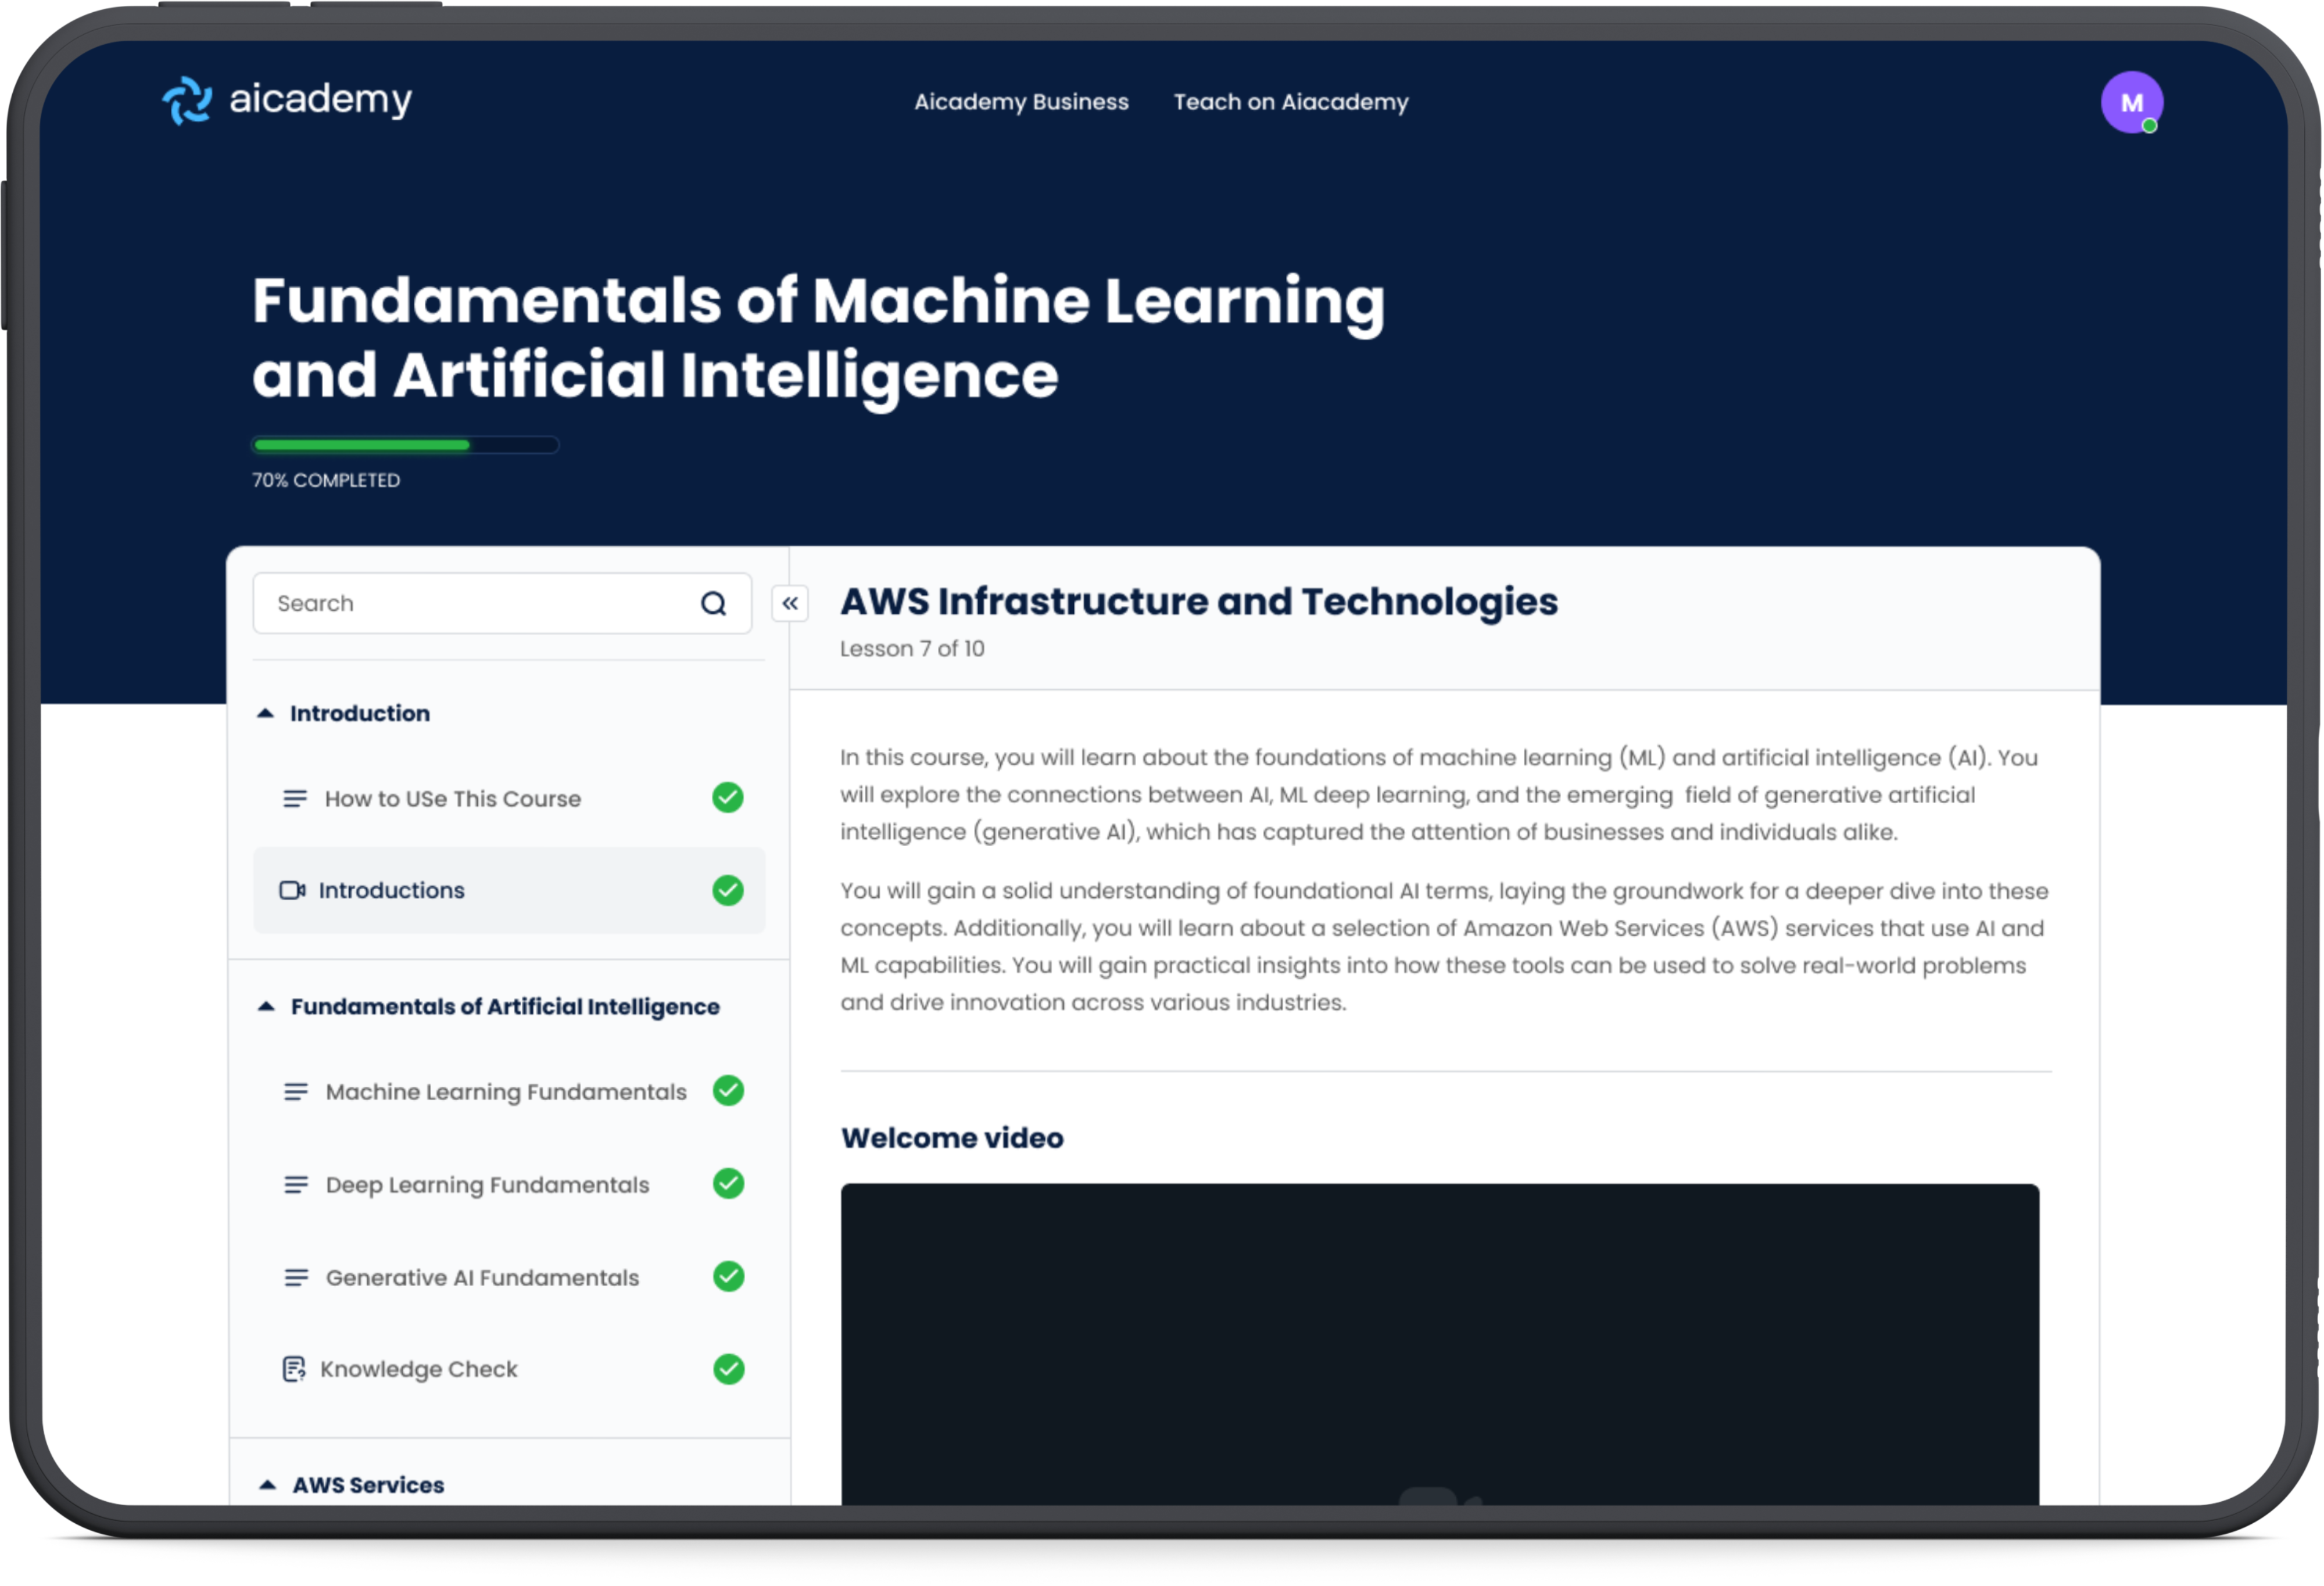 aicademy
Aicademy Business
Teach on Aiacademy
M
Fundamentals of Machine Learning
and Artificial Intelligence
70% COMPLETED
Search
Introduction
How to USe This Course
Introductions
Fundamentals of Artificial Intelligence
Machine Learning Fundamentals
Deep Learning Fundamentals
Generative AI Fundamentals
Knowledge Check
AWS Services
AWS Infrastructure and Technologies
Lesson 7 of 10
In this course, you will learn about the foundations of machine learning (ML) and artificial intelligence (AI). You
will explore the connections between AI, ML deep learning, and the emerging field of generative artificial
intelligence (generative AI), which has captured the attention of businesses and individuals alike.
You will gain a solid understanding of foundational AI terms, laying the groundwork for a deeper dive into these
concepts. Additionally, you will learn about a selection of Amazon Web Services (AWS) services that use AI and
ML capabilities. You will gain practical insights into how these tools can be used to solve real-world problems
and drive innovation across various industries.
Welcome video